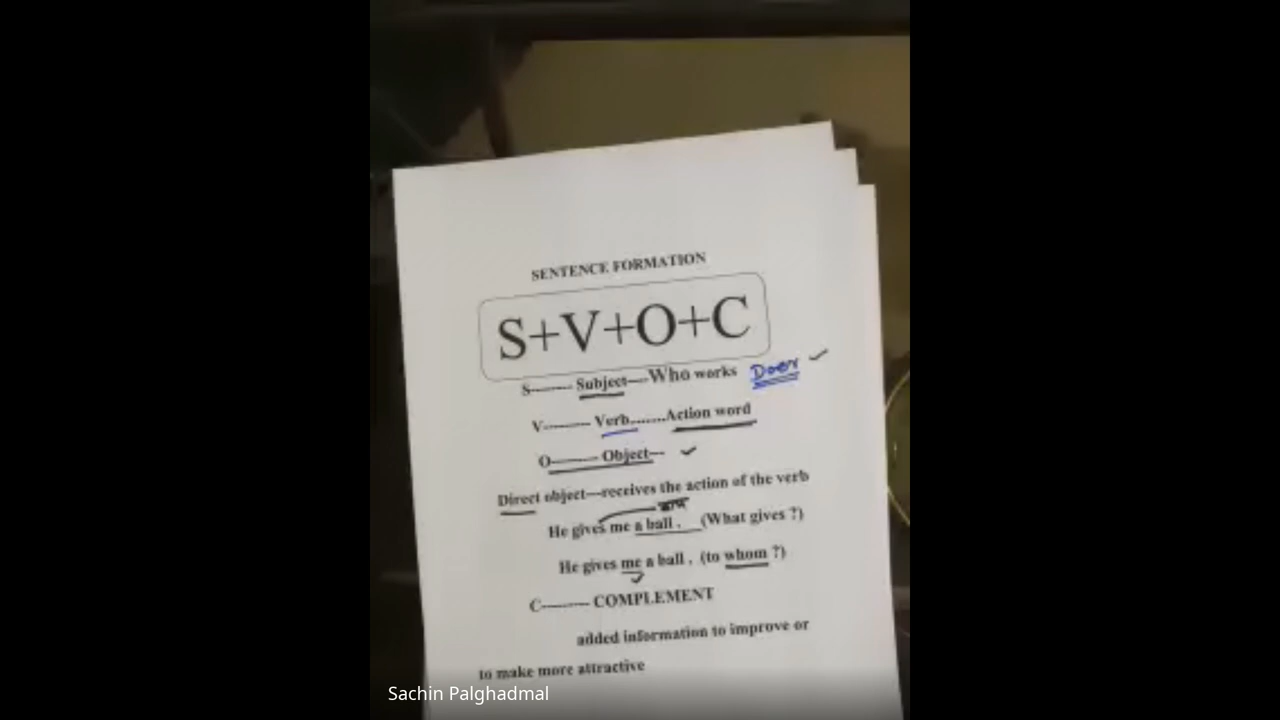 SENTENCE FORMATION
S+V+O+C
S--------- Subject----Who works Doer
V---------- Verb........Action word
O---------- Object---
Direct object---receives the action of the verb
He gives me a ball . (What gives ?)
He gives me a ball . (to whom ?)
C---------- COMPLEMENT
added information to improve or
to make more attractive
Sachin Palghadmal